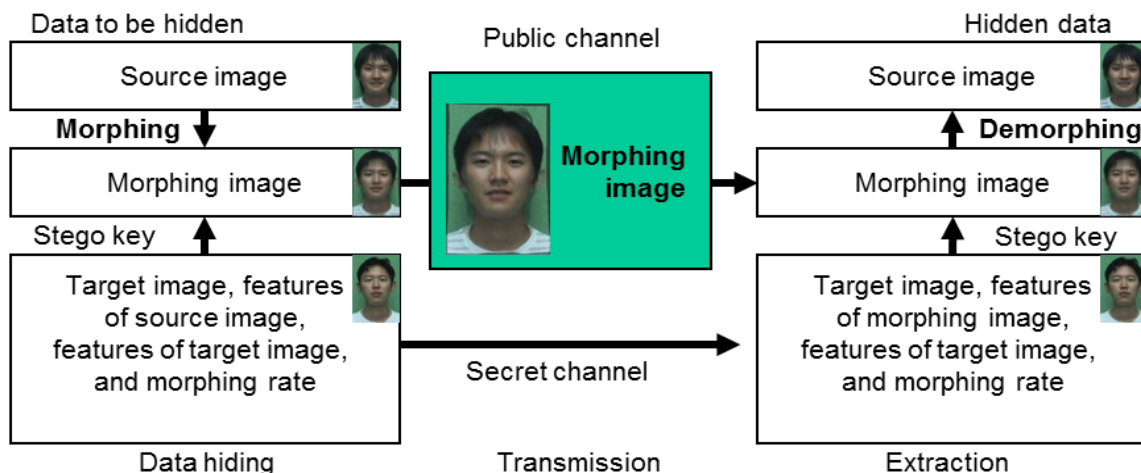 Data to be hidden
Source image
Morphing
Morphing image
Stego key
Target image, features
of source image,
features of target image,
and morphing rate
Data hiding
Public channel
Morphing
image
Secret channel
Transmission
Hidden data
Source image
Demorphing
Morphing image
Stego key
Target image, features
of morphing image,
features of target image,
and morphing rate
Extraction